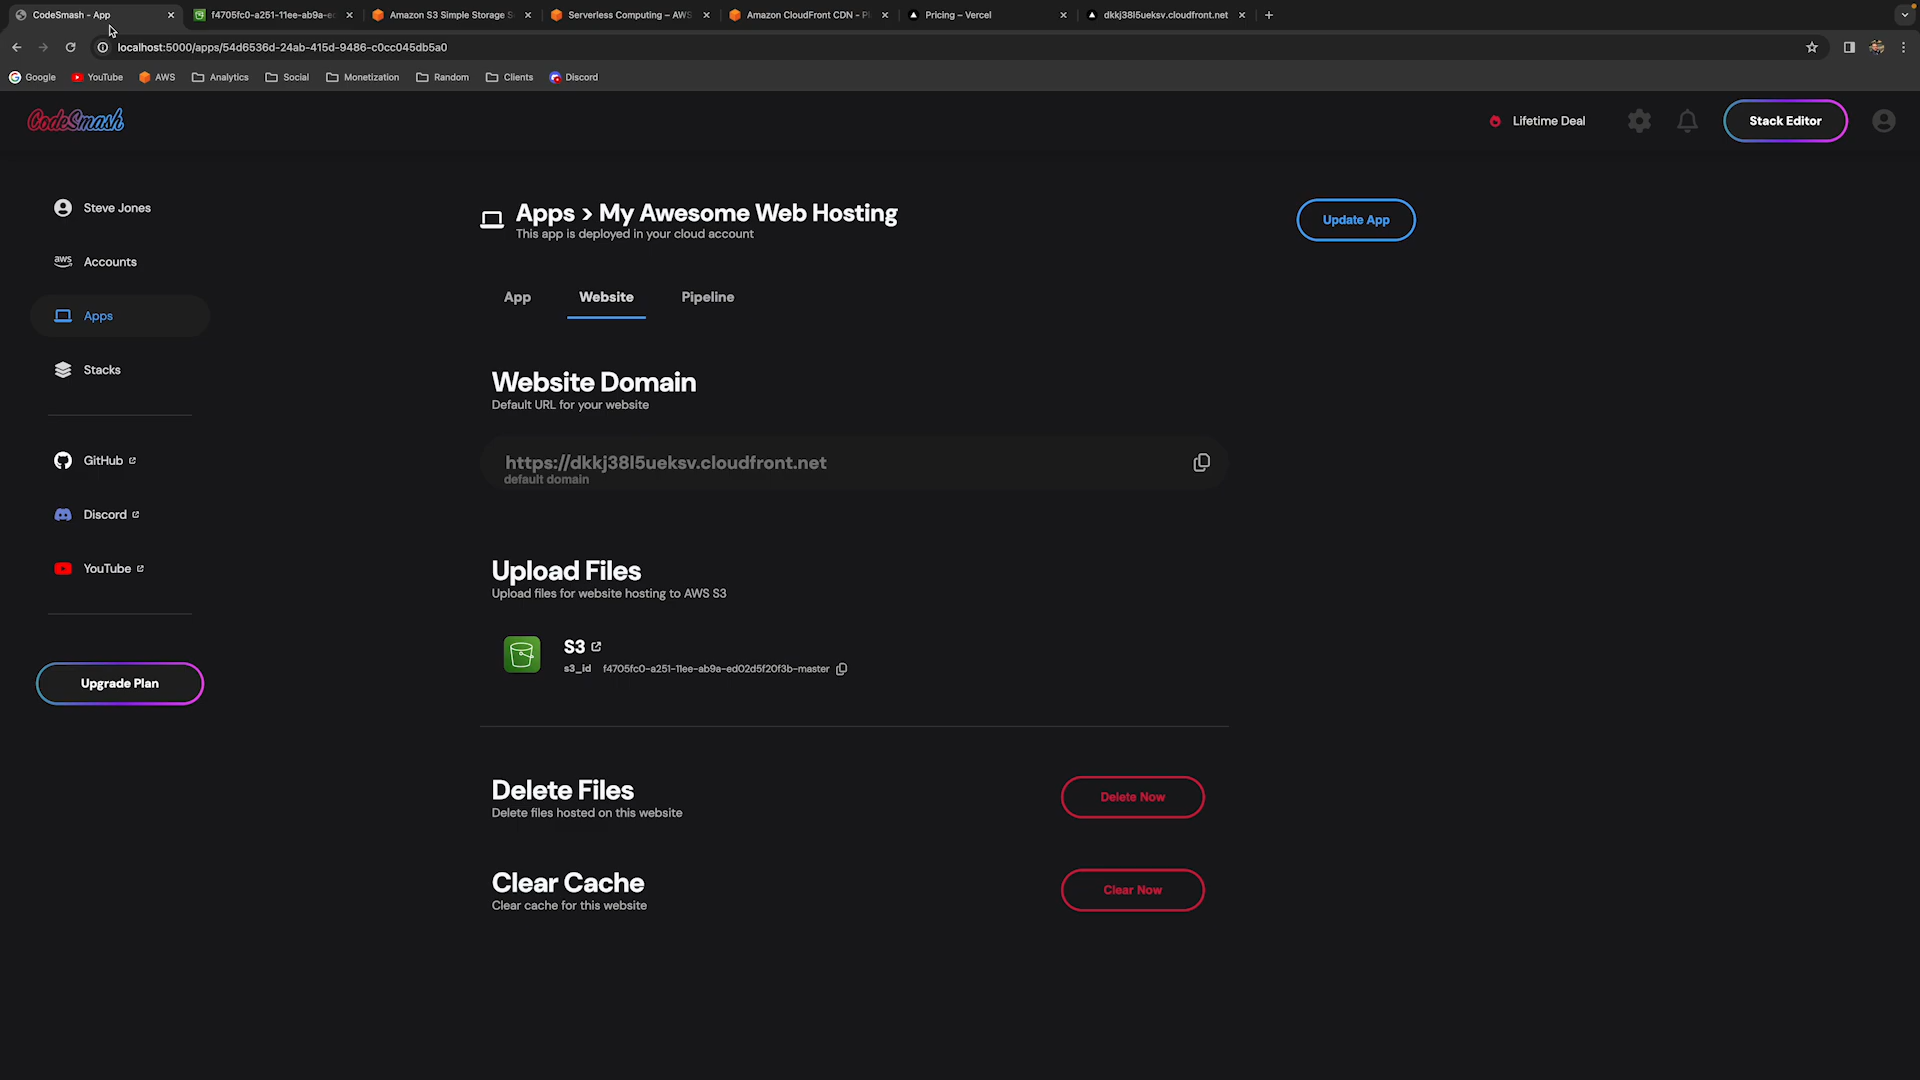 CodeSmash - App
f4705fc0-a251-11ee-ab9a-ec
Amazon S3 Simple Storage S
Serverless Computing – AWS
Amazon CloudFront CDN - P
Pricing – Vercel
dkkj38l5ueksv.cloudfront.net
localhost:5000/apps/54d6536d-24ab-415d-9486-c0cc045db5a0
Google
YouTube
AWS
Analytics
Social
Monetization
Random
Clients
Discord
CodeSmash
Lifetime Deal
Stack Editor
Steve Jones
aws
Accounts
Apps
Stacks
GitHub
Discord
YouTube
Upgrade Plan
Apps > My Awesome Web Hosting
This app is deployed in your cloud account
Update App
App
Website
Pipeline
Website Domain
Default URL for your website
https://dkkj38l5ueksv.cloudfront.net
default domain
Upload Files
Upload files for website hosting to AWS S3
S3
s3_id f4705fc0-a251-11ee-ab9a-ed02d5f20f3b-master
Delete Files
Delete files hosted on this website
Delete Now
Clear Cache
Clear cache for this website
Clear Now